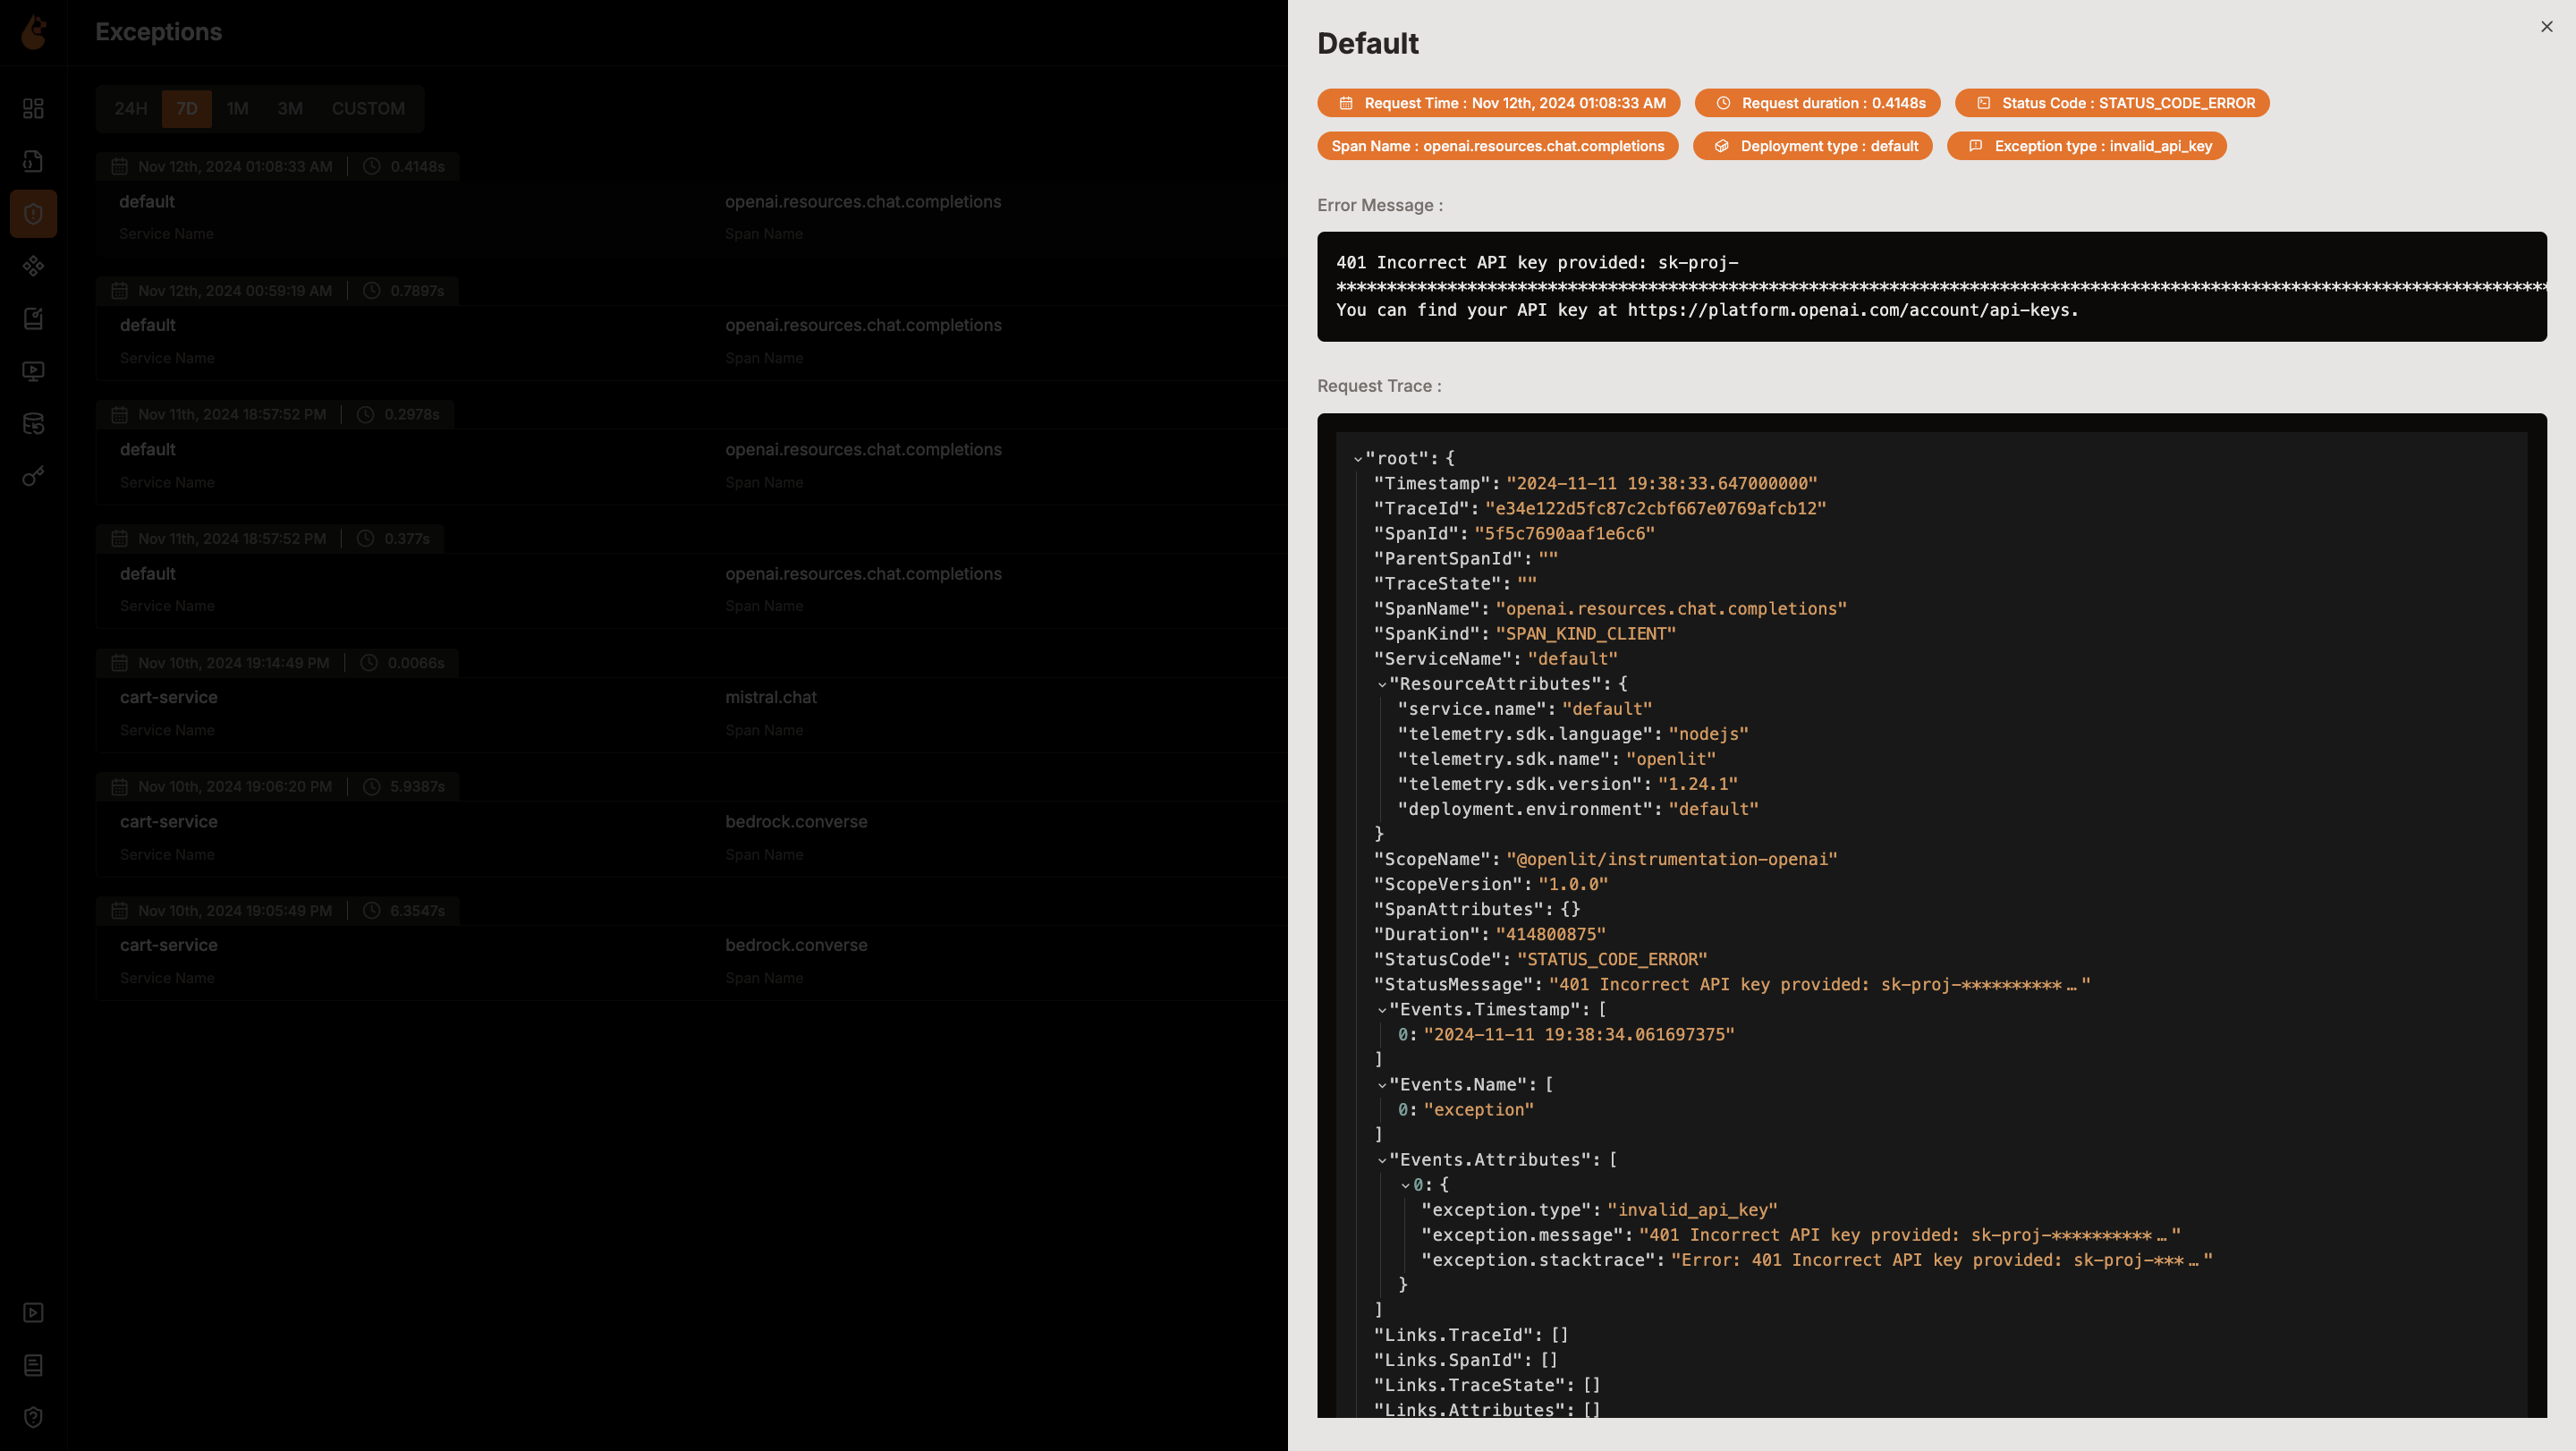 Exceptions
24H 7D 1M 3M CUSTOM
Nov 12th, 2024 01:08:33 AM 0.4148s
default openai.resources.chat.completions
Service Name Span Name
Nov 12th, 2024 00:59:19 AM 0.7897s
default openai.resources.chat.completions
Service Name Span Name
Nov 11th, 2024 18:57:52 PM 0.2978s
default openai.resources.chat.completions
Service Name Span Name
Nov 11th, 2024 18:57:52 PM 0.377s
default openai.resources.chat.completions
Service Name Span Name
Nov 10th, 2024 19:14:49 PM 0.0066s
cart-service mistral.chat
Service Name Span Name
Nov 10th, 2024 19:06:20 PM 5.9387s
cart-service bedrock.converse
Service Name Span Name
Nov 10th, 2024 19:05:49 PM 6.3547s
cart-service bedrock.converse
Service Name Span Name
Default
Request Time : Nov 12th, 2024 01:08:33 AM Request duration : 0.4148s Status Code : STATUS_CODE_ERROR
Span Name : openai.resources.chat.completions Deployment type : default Exception type : invalid_api_key
Error Message :
401 Incorrect API key provided: sk-proj-
************************************************************************************************************************
You can find your API key at https://platform.openai.com/account/api-keys.
Request Trace :
"root": {
"Timestamp": "2024-11-11 19:38:33.647000000"
"TraceId": "e34e122d5fc87c2cbf667e0769afcb12"
"SpanId": "5f5c7690aaf1e6c6"
"ParentSpanId": ""
"TraceState": ""
"SpanName": "openai.resources.chat.completions"
"SpanKind": "SPAN_KIND_CLIENT"
"ServiceName": "default"
"ResourceAttributes": {
"service.name": "default"
"telemetry.sdk.language": "nodejs"
"telemetry.sdk.name": "openlit"
"telemetry.sdk.version": "1.24.1"
"deployment.environment": "default"
}
"ScopeName": "@openlit/instrumentation-openai"
"ScopeVersion": "1.0.0"
"SpanAttributes": {}
"Duration": "414800875"
"StatusCode": "STATUS_CODE_ERROR"
"StatusMessage": "401 Incorrect API key provided: sk-proj-**********…"
"Events.Timestamp": [
0: "2024-11-11 19:38:34.061697375"
]
"Events.Name": [
0: "exception"
]
"Events.Attributes": [
0: {
"exception.type": "invalid_api_key"
"exception.message": "401 Incorrect API key provided: sk-proj-**********…"
"exception.stacktrace": "Error: 401 Incorrect API key provided: sk-proj-***…"
}
]
"Links.TraceId": []
"Links.SpanId": []
"Links.TraceState": []
"Links.Attributes": []